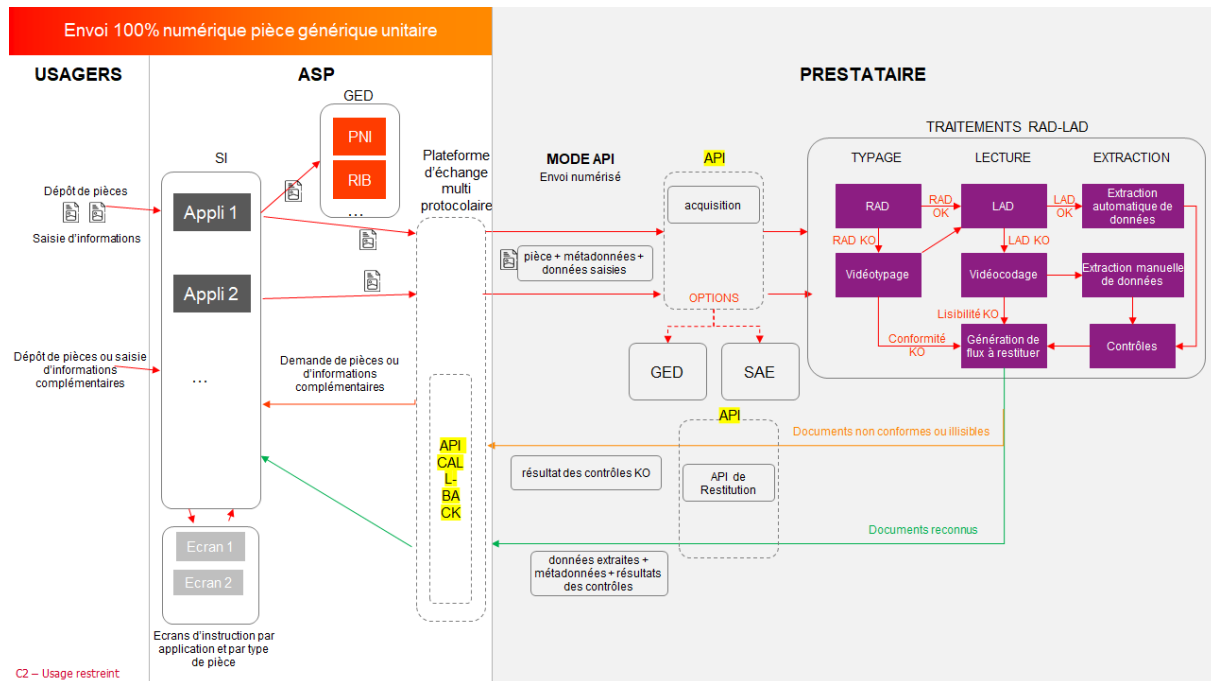 Envoi 100% numérique pièce générique unitaire
USAGERS
ASP
PRESTATAIRE
GED
PNI
RIB
...
SI
Dépôt de pièces
Saisie d'informations
Appli 1
Appli 2
...
Dépôt de pièces ou saisie
d'informations
complémentaires
Demande de pièces ou
d'informations
complémentaires
Ecran 1
Ecran 2
Ecrans d'instruction par
application et par type
de pièce
Plateforme
d'échange
multi
protocolaire
API
CAL
L-
BA
CK
MODE API
Envoi numérisé
pièce + métadonnées +
données saisies
API
acquisition
OPTIONS
GED
SAE
TRAITEMENTS RAD-LAD
TYPAGE
LECTURE
EXTRACTION
RAD
RAD
OK
LAD
LAD
OK
Extraction
automatique de
données
RAD KO
LAD KO
Vidéotypage
Vidéocodage
Extraction manuelle
de données
Lisibilité KO
Conformité
KO
Génération de
flux à restituer
Contrôles
API
Documents non conformes ou illisibles
résultat des contrôles KO
API de
Restitution
Documents reconnus
données extraites +
métadonnées + résultats
des contrôles
C2 – Usage restreint